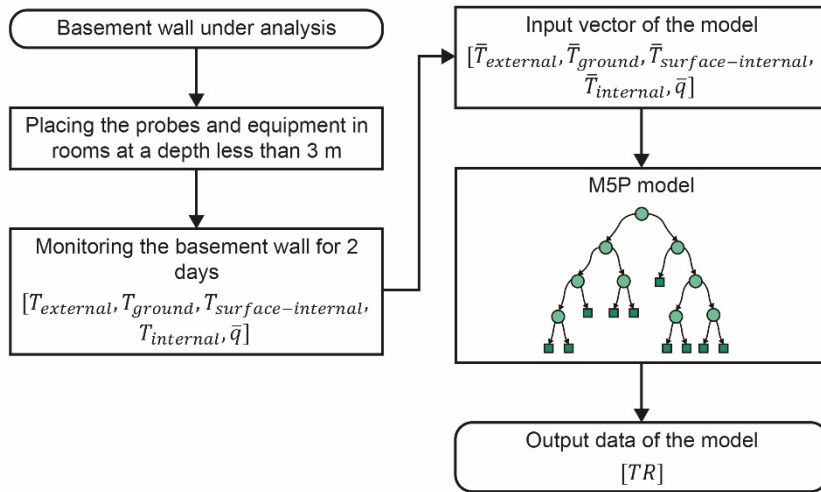 Basement wall under analysis
Placing the probes and equipment in
rooms at a depth less than 3 m
Monitoring the basement wall for 2
days
[T_external, T_ground, T_surface−internal,
T_internal, q̄]
Input vector of the model
[T̄_external, T̄_ground, T̄_surface−internal,
T̄_internal, q̄]
M5P model
Output data of the model
[TR]